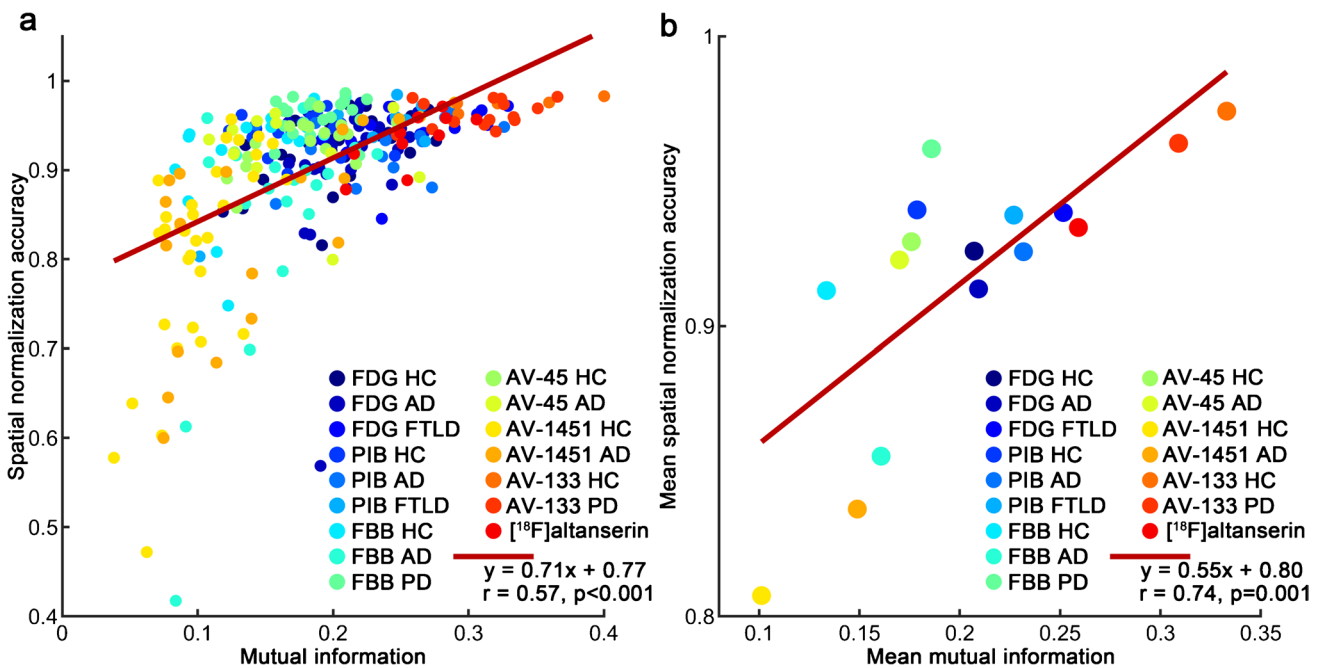 a
Spatial normalization accuracy
1
0.9
0.8
0.7
0.6
0.5
0.4
0
0.1
0.2
0.3
0.4
Mutual information
FDG HC
FDG AD
FDG FTLD
PIB HC
PIB AD
PIB FTLD
FBB HC
FBB AD
FBB PD
AV-45 HC
AV-45 AD
AV-1451 HC
AV-1451 AD
AV-133 HC
AV-133 PD
[¹⁸F]altanserin
y = 0.71x + 0.77
r = 0.57, p<0.001
b
Mean spatial normalization accuracy
1
0.9
0.8
0.1
0.15
0.2
0.25
0.3
0.35
Mean mutual information
FDG HC
FDG AD
FDG FTLD
PIB HC
PIB AD
PIB FTLD
FBB HC
FBB AD
FBB PD
AV-45 HC
AV-45 AD
AV-1451 HC
AV-1451 AD
AV-133 HC
AV-133 PD
[¹⁸F]altanserin
y = 0.55x + 0.80
r = 0.74, p=0.001